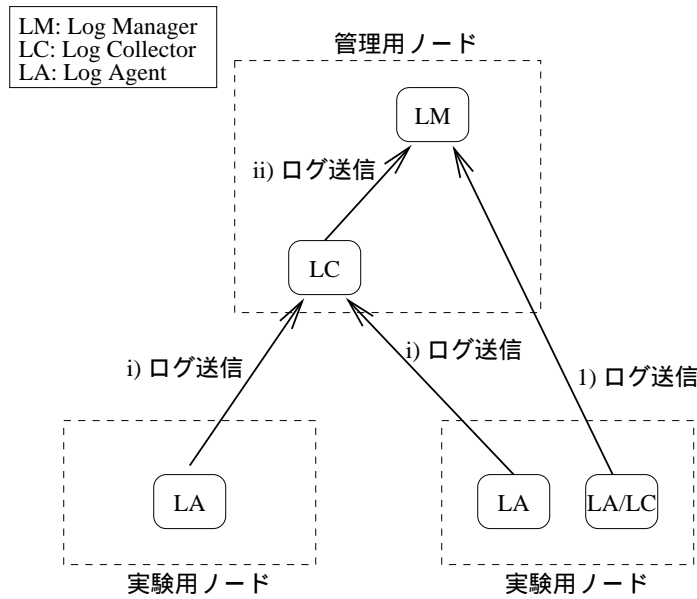 LM: Log Manager
LC: Log Collector
LA: Log Agent
管理用ノード
LM
ii) ログ送信
LC
i) ログ送信
i) ログ送信
1) ログ送信
LA
LA
LA/LC
実験用ノード
実験用ノード